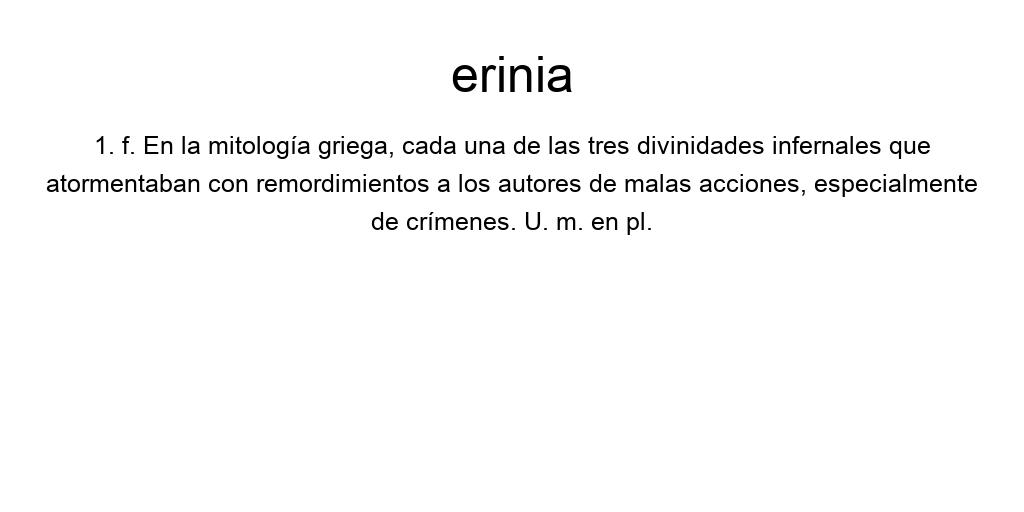 erinia
1. f. En la mitología griega, cada una de las tres divinidades infernales que
atormentaban con remordimientos a los autores de malas acciones, especialmente
de crímenes. U. m. en pl.